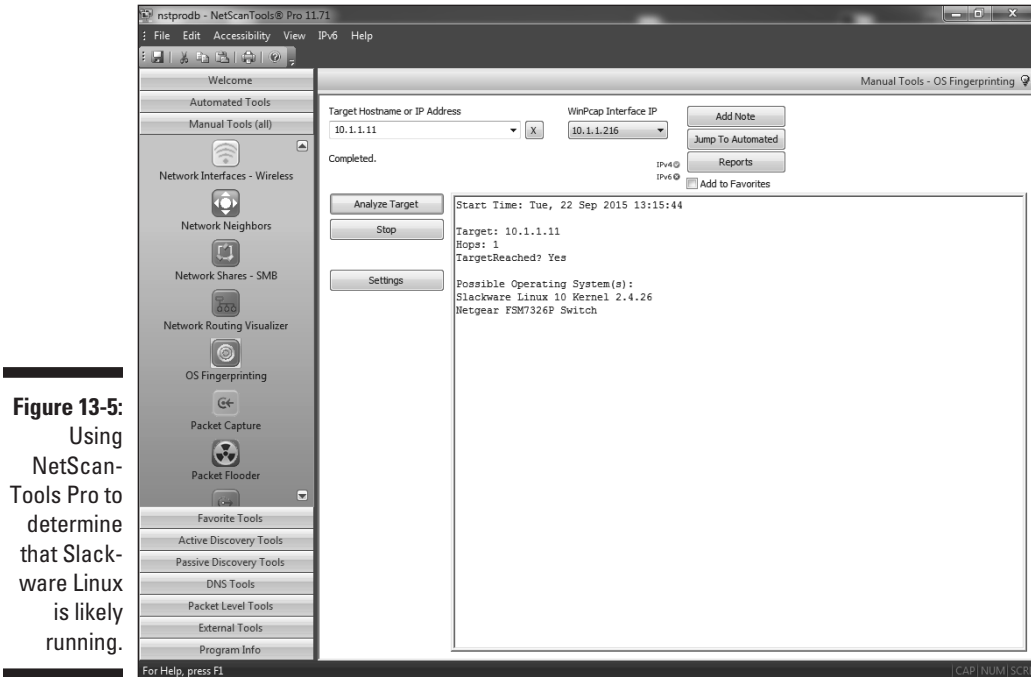 nstprodb - NetScanTools® Pro 11.71
File Edit Accessibility View IPv6 Help
Welcome
Automated Tools
Manual Tools (all)
Network Interfaces - Wireless
Network Neighbors
Network Shares - SMB
Network Routing Visualizer
OS Fingerprinting
Packet Capture
Packet Flooder
Favorite Tools
Active Discovery Tools
Passive Discovery Tools
DNS Tools
Packet Level Tools
External Tools
Program Info
Manual Tools - OS Fingerprinting
Target Hostname or IP Address
10.1.1.11
X
WinPcap Interface IP
10.1.1.216
Add Note
Jump To Automated
Reports
Add to Favorites
Completed.
IPv4
IPv6
Analyze Target
Stop
Settings
Start Time: Tue, 22 Sep 2015 13:15:44
Target: 10.1.1.11
Hops: 1
TargetReached? Yes
Possible Operating System(s):
Slackware Linux 10 Kernel 2.4.26
Netgear FSM7326P Switch
For Help, press F1
CAP NUM SCR
Figure 13-5:
Using
NetScan-
Tools Pro to
determine
that Slack-
ware Linux
is likely
running.